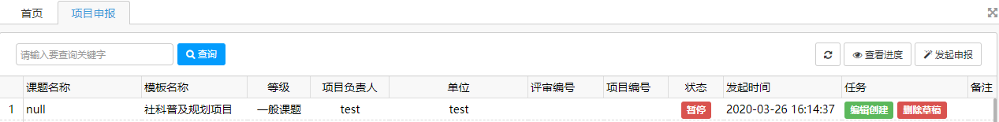 首页 项目申报
请输入要查询关键字 查询 查看进度 发起申报
课题名称 模板名称 等级 项目负责人 单位 评审编号 项目编号 状态 发起时间 任务 备注
1 null 社科普及规划项目 一般课题 test test 暂停 2020-03-26 16:14:37 编辑创建 删除草稿